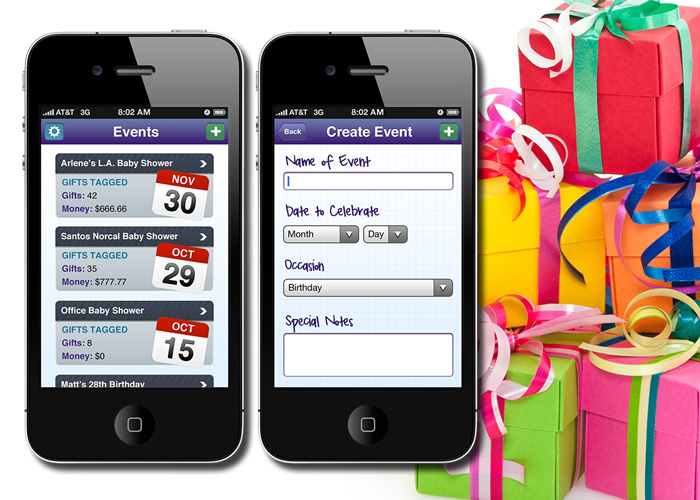 AT&T 3G 8:02 AM
Events
Arlene's L.A. Baby Shower
GIFTS TAGGED
Gifts: 42
Money: $666.66
NOV
30
Santos Norcal Baby Shower
GIFTS TAGGED
Gifts: 35
Money: $777.77
OCT
29
Office Baby Shower
GIFTS TAGGED
Gifts: 8
Money: $0
OCT
15
Matt's 28th Birthday
AT&T 3G 8:02 AM
Back Create Event
Name of Event
Date to Celebrate
Month Day
Occasion
Birthday
Special Notes